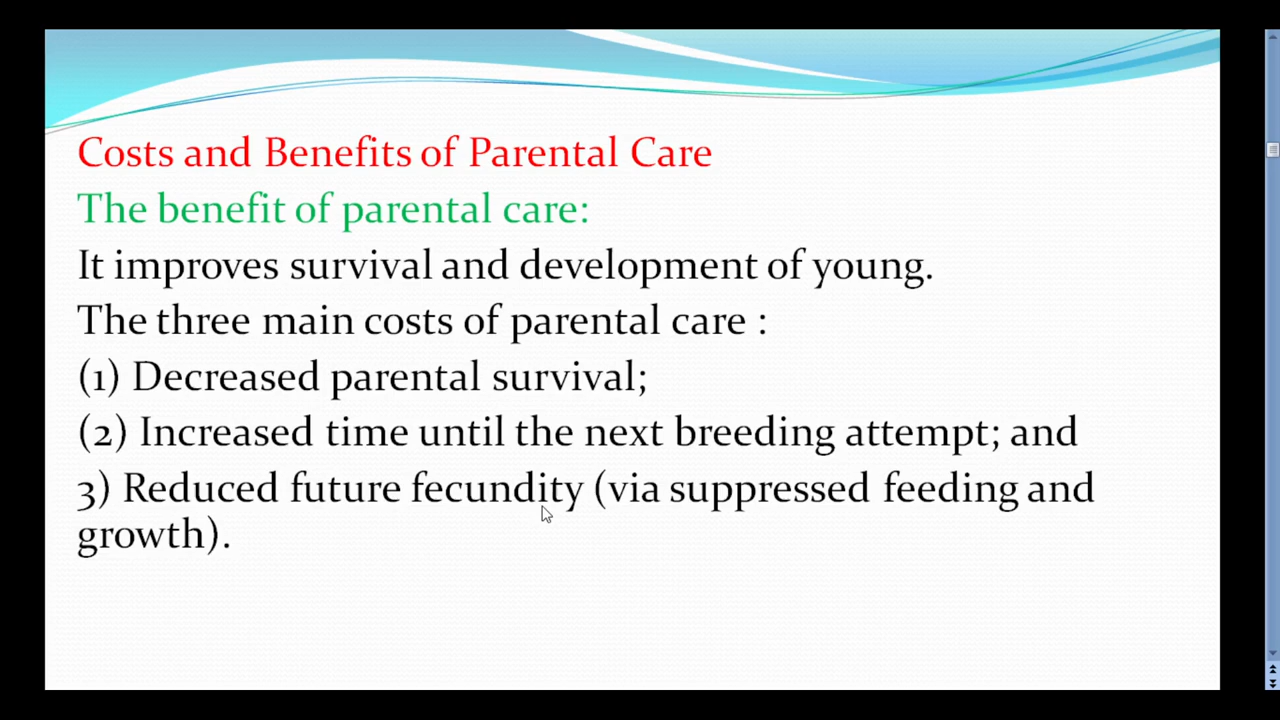 Costs and Benefits of Parental Care
The benefit of parental care:
It improves survival and development of young.
The three main costs of parental care :
(1) Decreased parental survival;
(2) Increased time until the next breeding attempt; and
3) Reduced future fecundity (via suppressed feeding and
growth).